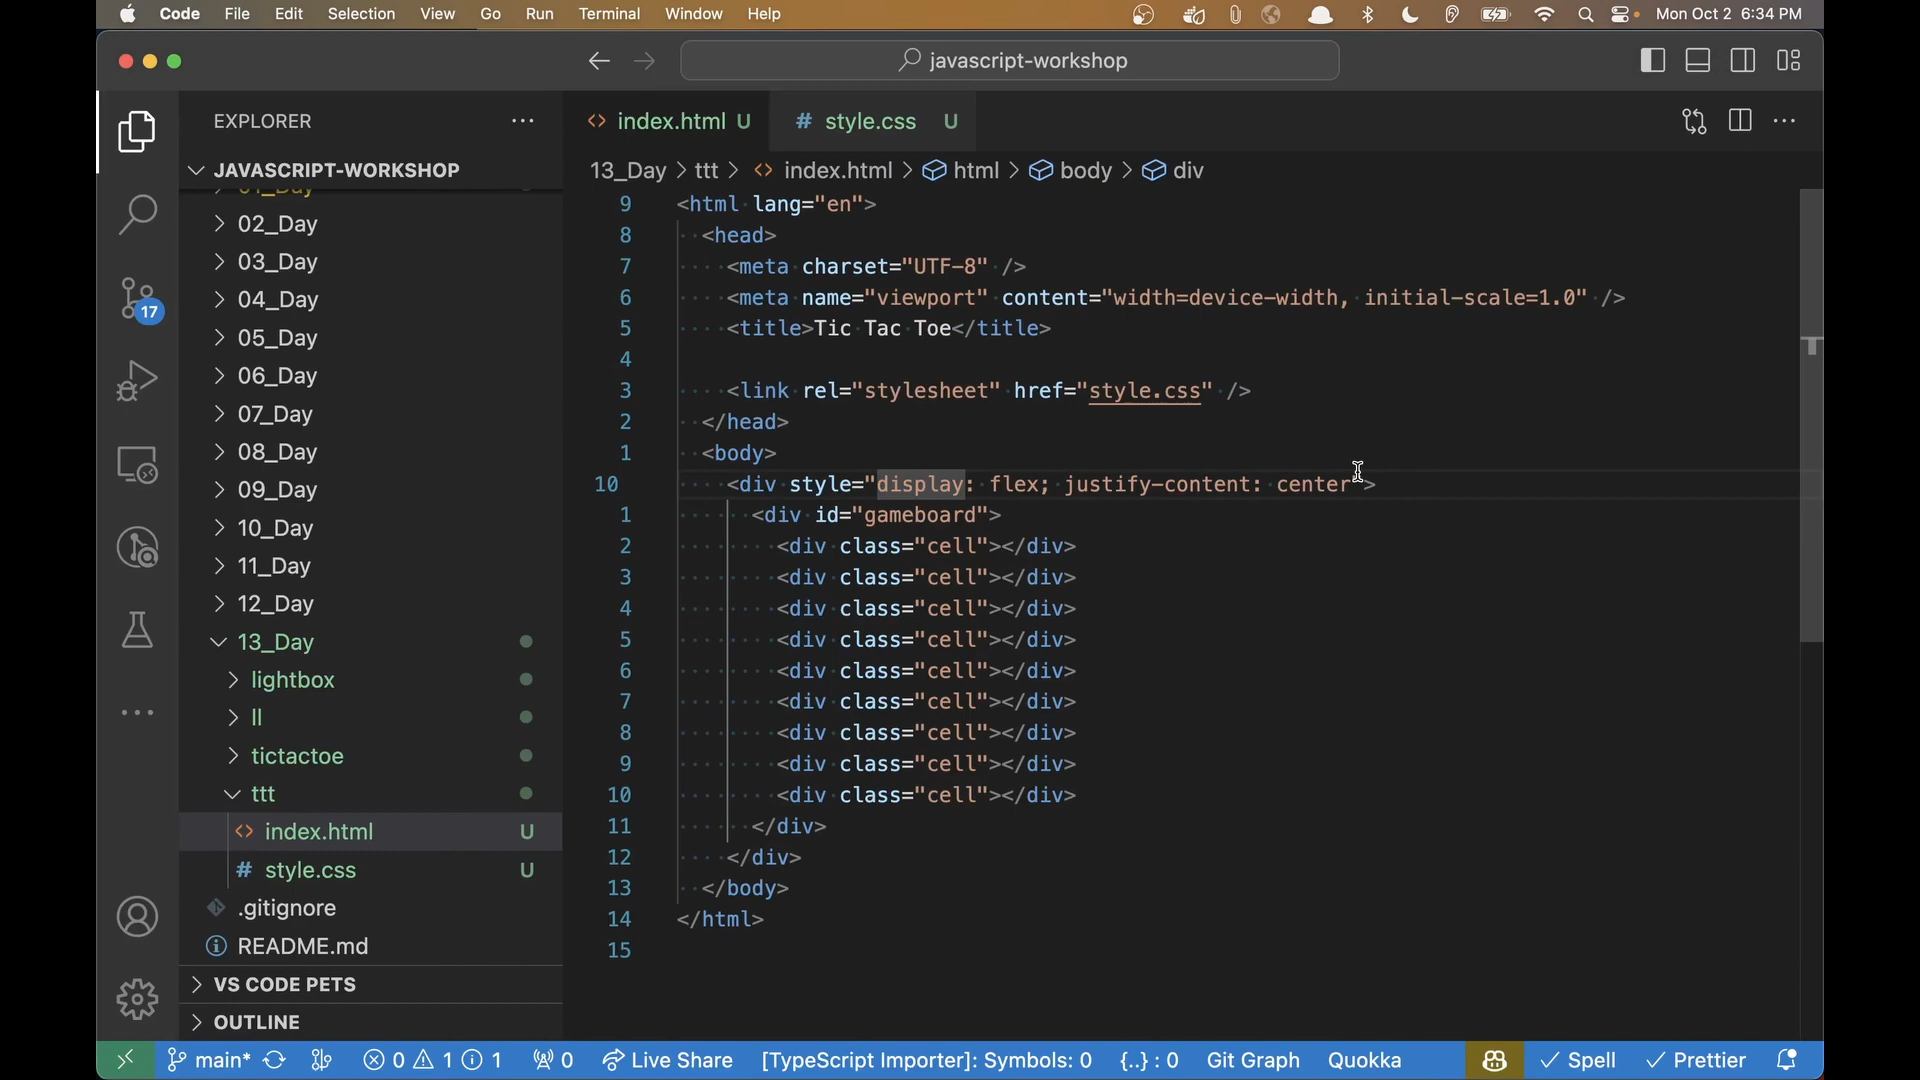 Code File Edit Selection View Go Run Terminal Window Help Mon Oct 2 6:34 PM
javascript-workshop
EXPLORER
JAVASCRIPT-WORKSHOP
01_Day
02_Day
03_Day
04_Day
05_Day
06_Day
07_Day
08_Day
09_Day
10_Day
11_Day
12_Day
13_Day
lightbox
ll
tictactoe
ttt
index.html U
style.css U
.gitignore
README.md
VS CODE PETS
OUTLINE
17
index.html U style.css U
13_Day > ttt > index.html > html > body > div
9 <html lang="en">
8 <head>
7 <meta charset="UTF-8" />
6 <meta name="viewport" content="width=device-width, initial-scale=1.0" />
5 <title>Tic Tac Toe</title>
4
3 <link rel="stylesheet" href="style.css" />
2 </head>
1 <body>
10 <div style="display: flex; justify-content: center">
1 <div id="gameboard">
2 <div class="cell"></div>
3 <div class="cell"></div>
4 <div class="cell"></div>
5 <div class="cell"></div>
6 <div class="cell"></div>
7 <div class="cell"></div>
8 <div class="cell"></div>
9 <div class="cell"></div>
10 <div class="cell"></div>
11 </div>
12 </div>
13 </body>
14 </html>
15
main* 0 1 1 0 Live Share [TypeScript Importer]: Symbols: 0 {..} : 0 Git Graph Quokka Spell Prettier